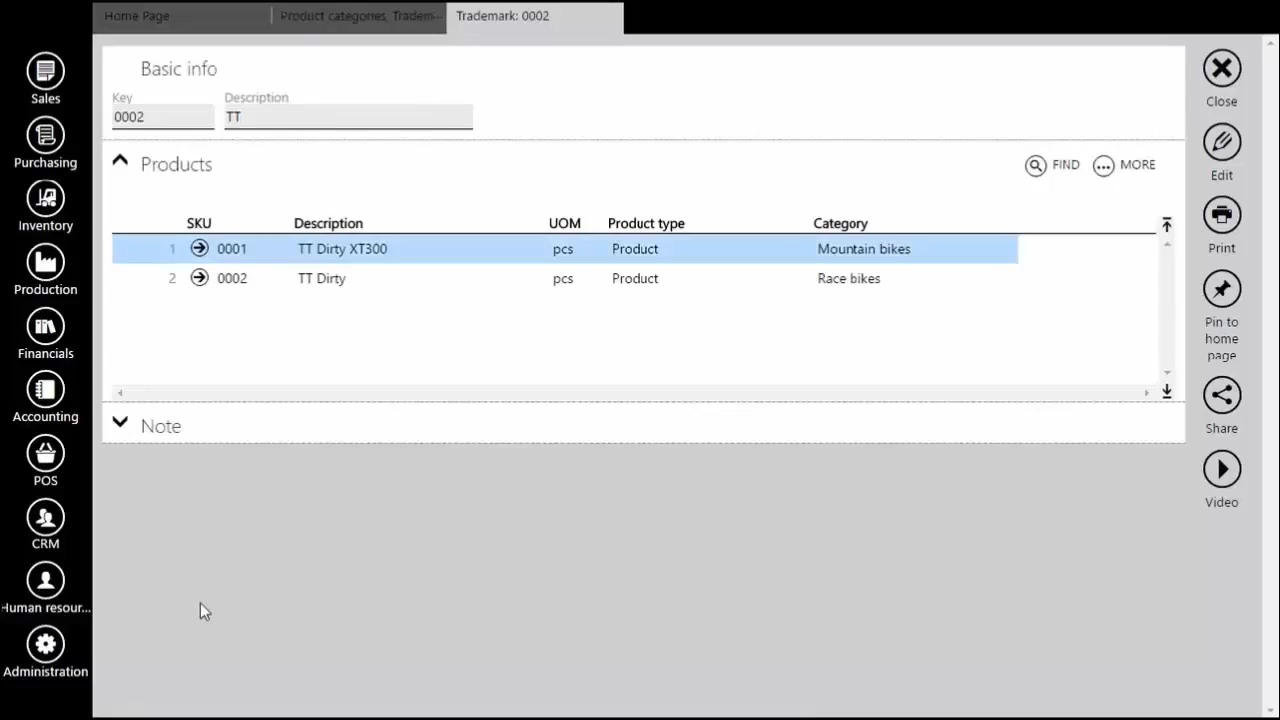 Home Page
Product categories, Tradem...
Trademark: 0002
Sales
Purchasing
Inventory
Production
Financials
Accounting
POS
CRM
Human resour...
Administration
Basic info
Key
Description
0002
TT
Products
FIND
MORE
SKU Description UOM Product type Category
1 0001 TT Dirty XT300 pcs Product Mountain bikes
2 0002 TT Dirty pcs Product Race bikes
Note
Close
Edit
Print
Pin to
home
page
Share
Video